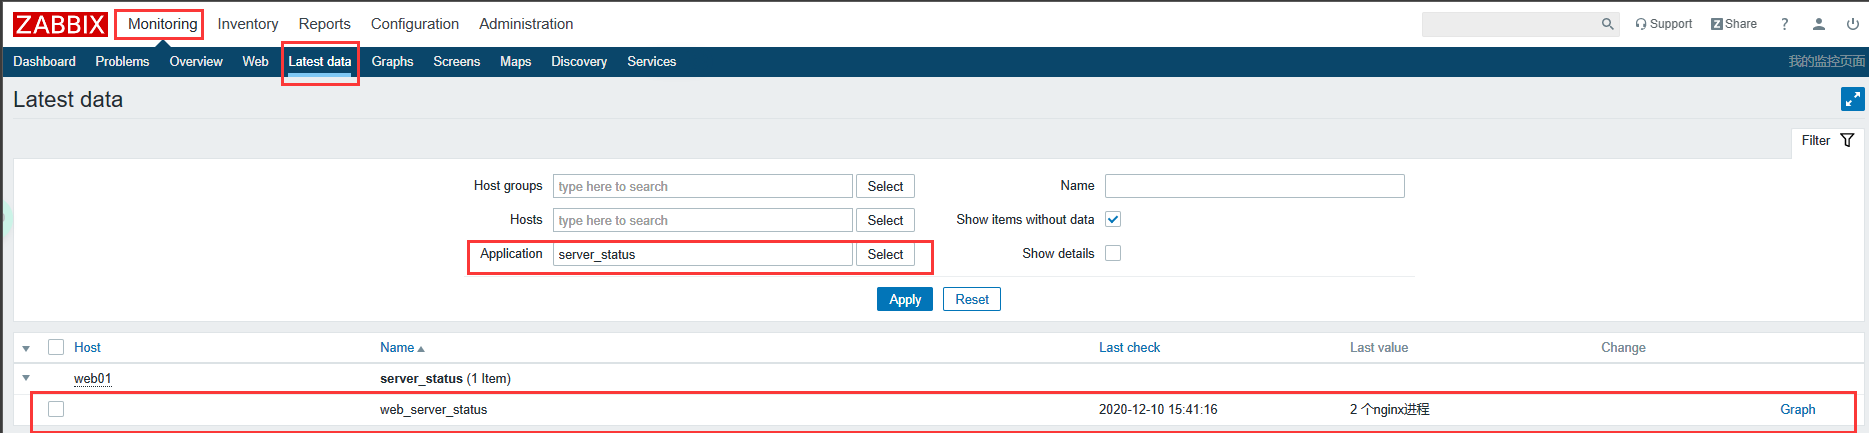 ZABBIX Monitoring Inventory Reports Configuration Administration Support Z Share ?
Dashboard Problems Overview Web Latest data Graphs Screens Maps Discovery Services 我的监控页面
Latest data
Filter
Host groups type here to search Select Name
Hosts type here to search Select Show items without data
Application server_status Select Show details
Apply Reset
Host Name Last check Last value Change
web01 server_status (1 Item)
web_server_status 2020-12-10 15:41:16 2 个nginx进程 Graph